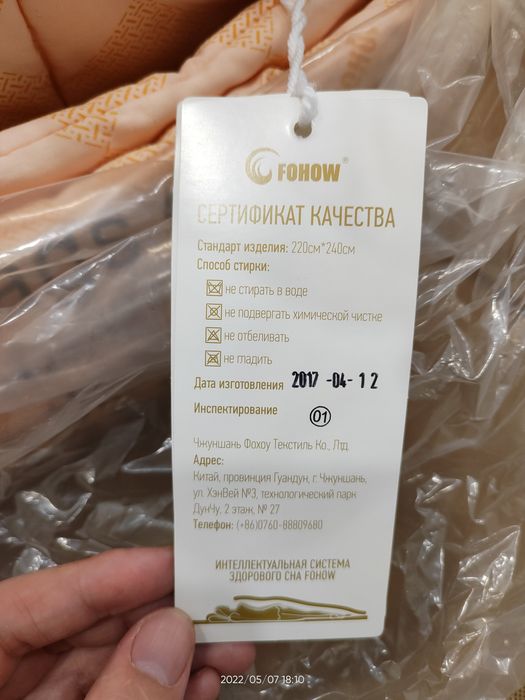 FOHOW
FOHOW®
СЕРТИФИКАТ КАЧЕСТВА
Стандарт изделия: 220см*240см
Способ стирки:
не стирать в воде
не подвергать химической чистке
не отбеливать
не гладить
Дата изготовления 2017 -04- 12
Инспектирование 01
Чжуншань Фохоу Текстиль Ко., Лтд.
Адрес:
Китай, провинция Гуандун, г. Чжуншань,
ул. ХэнВей №3, технологический парк
ДунЧу, 2 этаж, № 27
Телефон: (+86)0760-88809680
ИНТЕЛЛЕКТУАЛЬНАЯ СИСТЕМА
ЗДОРОВОГО СНА FOHOW
2022/05/07 18:10